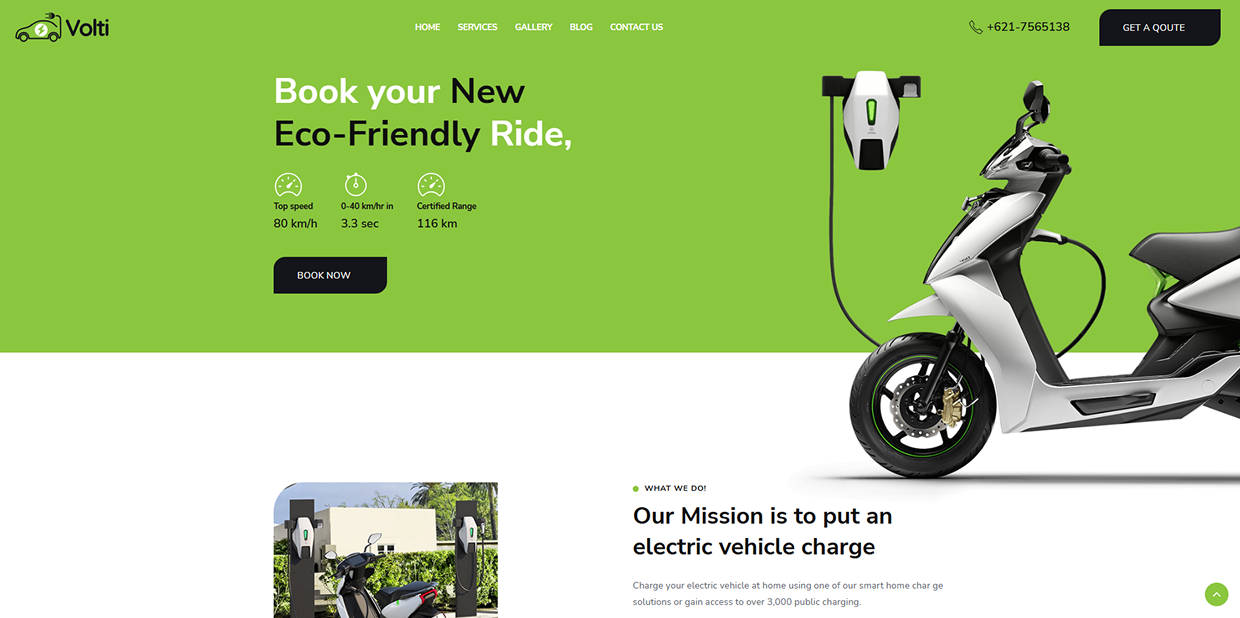 Volti
HOME SERVICES GALLERY BLOG CONTACT US
+621-7565138
GET A QOUTE
Book your New
Eco-Friendly Ride,
Top speed
80 km/h
0-40 km/hr in
3.3 sec
Certified Range
116 km
BOOK NOW
WHAT WE DO!
Our Mission is to put an
electric vehicle charge
Charge your electric vehicle at home using one of our smart home char ge
solutions or gain access to over 3,000 public charging.